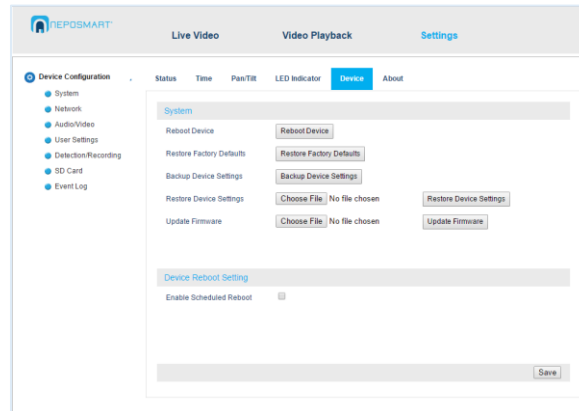 NEPOSMART
Live Video Video Playback Settings
Device Configuration
System
Network
Audio/Video
User Settings
Detection/Recording
SD Card
Event Log
Status Time Pan/Tilt LED Indicator Device About
System
Reboot Device Reboot Device
Restore Factory Defaults Restore Factory Defaults
Backup Device Settings Backup Device Settings
Restore Device Settings Choose File No file chosen Restore Device Settings
Update Firmware Choose File No file chosen Update Firmware
Device Reboot Setting
Enable Scheduled Reboot
Save